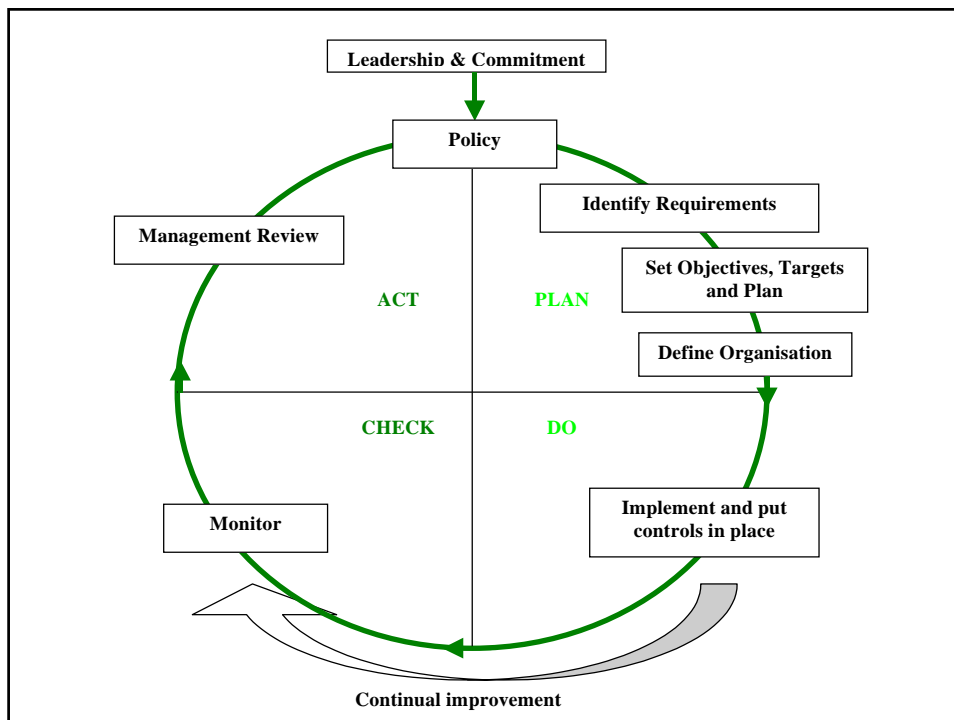 Leadership & Commitment
Policy
Identify Requirements
Management Review
Set Objectives, Targets
and Plan
ACT
PLAN
Define Organisation
CHECK
DO
Implement and put
controls in place
Monitor
Continual improvement